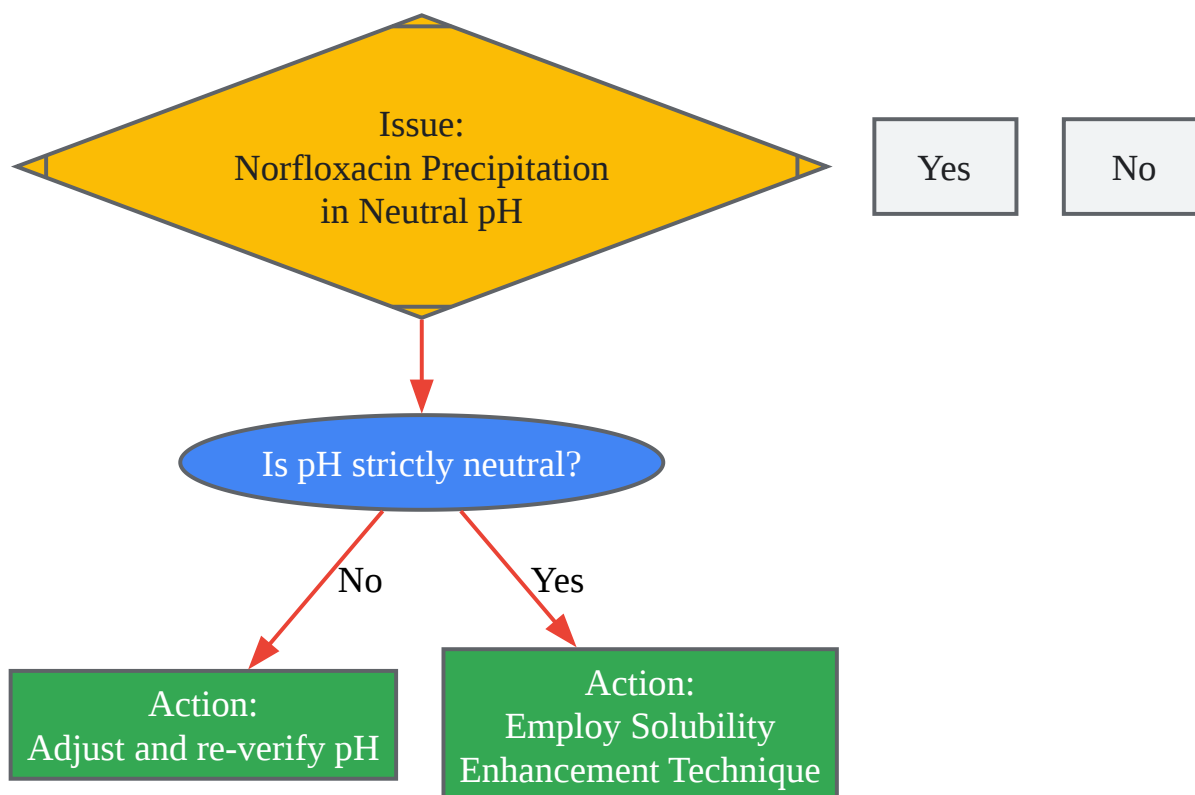 Issue:
Norfloxacin Precipitation
in Neutral pH
Yes
No
Is pH strictly neutral?
No
Yes
Action:
Adjust and re-verify pH
Action:
Employ Solubility
Enhancement Technique